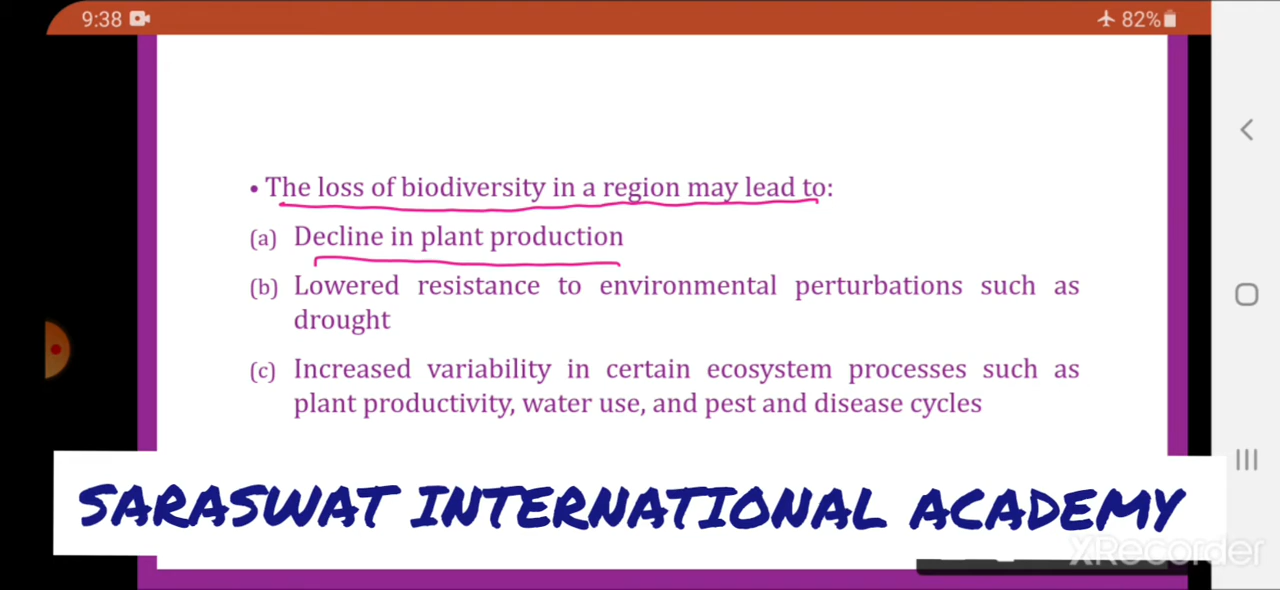 9:38 82%
• The loss of biodiversity in a region may lead to:
(a) Decline in plant production
(b) Lowered resistance to environmental perturbations such as
drought
(c) Increased variability in certain ecosystem processes such as
plant productivity, water use, and pest and disease cycles
SARASWAT INTERNATIONAL ACADEMY
XRecorder